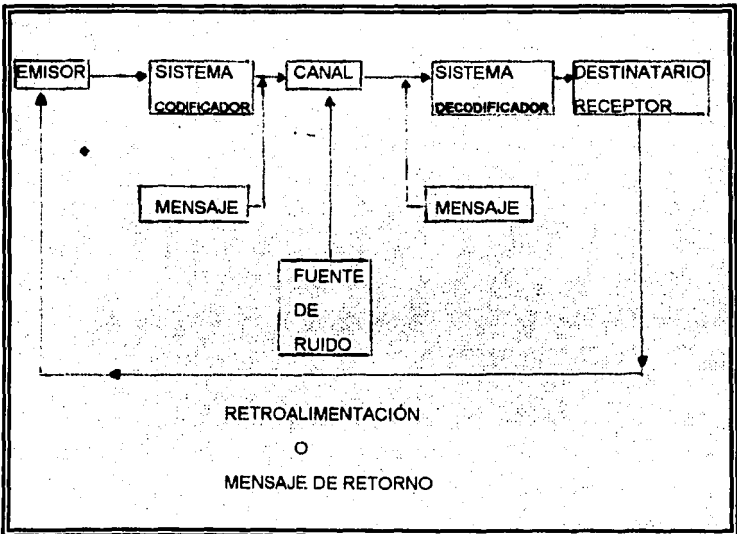 EMISOR
SISTEMA
CODIFICADOR
CANAL
SISTEMA
DECODIFICADOR
DESTINATARIO
RECEPTOR
MENSAJE
MENSAJE
FUENTE
DE
RUIDO
RETROALIMENTACIÓN
O
MENSAJE DE RETORNO